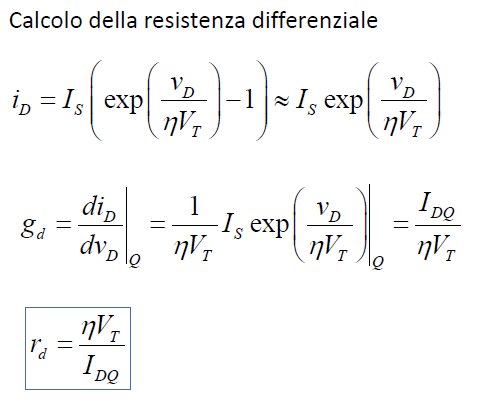 Calcolo della resistenza differenziale
i_D = I_S ( exp( v_D / ηV_T ) − 1 ) ≈ I_S exp( v_D / ηV_T )
g_d = di_D / dv_D |_Q = 1 / ηV_T I_S exp( v_D / ηV_T ) |_Q = I_DQ / ηV_T
r_d = ηV_T / I_DQ